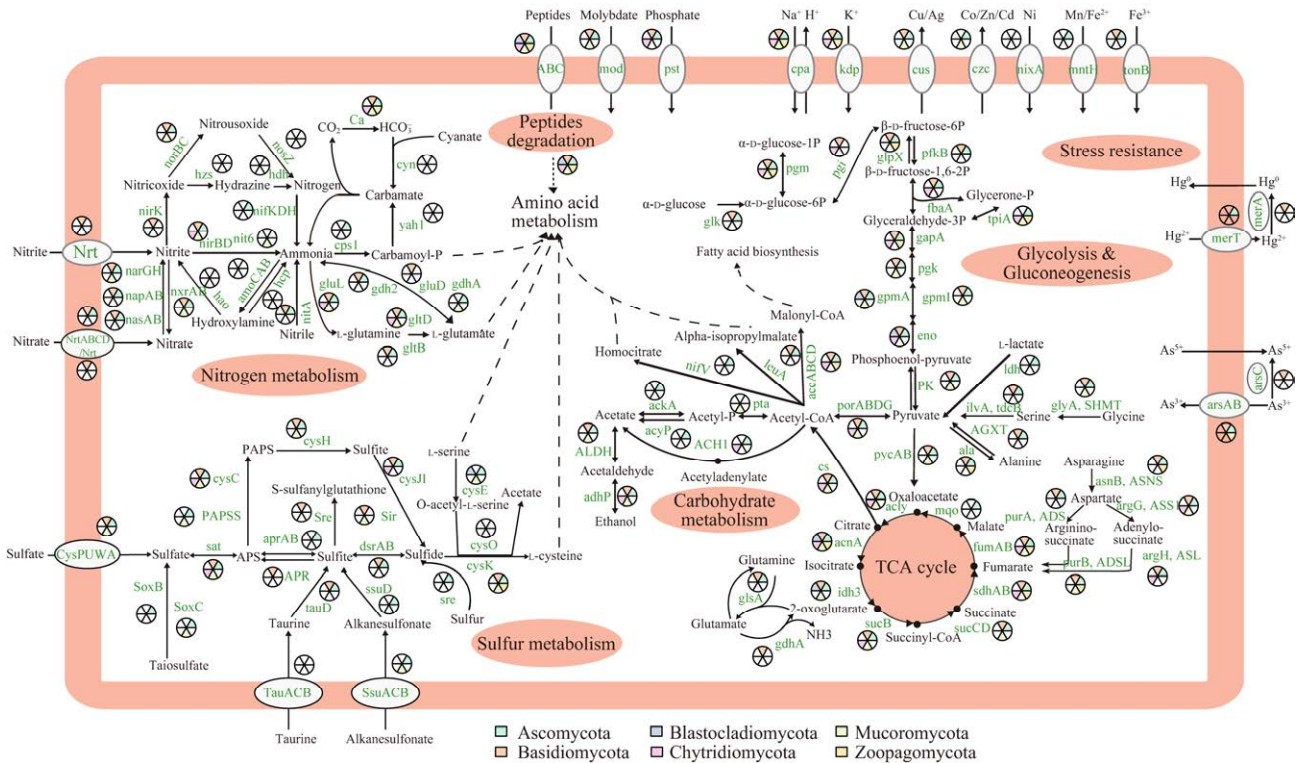 Peptides
Molybdate
Phosphate
Na⁺ H⁺
K⁺
Cu/Ag
Co/Zn/Cd
Ni
Mn/Fe²⁺
Fe³⁺
ABC
mod
pst
cpa
kdp
cus
czc
nixA
mntH
tonB
Peptides
degradation
Amino acid
metabolism
Nitrousoxide
norBC
nosZ
Nitricoxide
hzs
Hydrazine
hdh
Nitrogen
nirK
nifKDH
CO₂
Ca
HCO₃⁻
Cyanate
cyn
Carbamate
yah1
Nitrite
Nrt
Nitrite
nirBD
nit6
Ammonia
cps1
Carbamoyl-P
narGH
napAB
nasAB
nxrAB
hao
amoCAB
hcp
nitA
gluL
gdh2
gluD
gdhA
Hydroxylamine
Nitrile
L-glutamine
gltD
gltB
L-glutamate
Nitrate
NrtABCD
/Nrt
Nitrate
Nitrogen metabolism
α-D-glucose-1P
pgm
pgi
α-glucose
glk
α-D-glucose-6P
β-D-fructose-6P
glpX
pfkB
β-D-fructose-1,6-2P
fbaA
Glycerone-P
tpiA
Glyceraldehyde-3P
gapA
pgk
gpmA
gpmI
eno
Phosphoenol-pyruvate
PK
Stress resistance
Glycolysis &
Gluconeogenesis
Hg⁰
Hg⁰
merA
Hg²⁺
merT
Hg²⁺
As⁵⁺
As⁵⁺
arsC
As³⁺
arsAB
As³⁺
Fatty acid biosynthesis
Malonyl-CoA
Alpha-isopropylmalate
Homocitrate
nifV
leuA
accABCD
L-lactate
ldh
Acetate
ackA
acyP
Acetyl-P
pta
Acetyl-CoA
porABDG
Pyruvate
ilvA, tdcB
Serine
glyA, SHMT
Glycine
AGXT
ala
Alanine
ALDH
ACH1
Acetyladenylate
Acetaldehyde
adhP
Ethanol
Carbohydrate
metabolism
cs
pycAB
Oxaloacetate
acly
mqo
Citrate
Malate
acnA
fumAB
Isocitrate
TCA cycle
Fumarate
idh3
sdhAB
2-oxoglutarate
Succinate
sucB
sucCD
Succinyl-CoA
Glutamine
glsA
Glutamate
gdhA
NH3
Asparagine
asnB, ASNS
Aspartate
purA, ADS
argG, ASS1
Arginino-
succinate
Adenylo-
succinate
purB, ADSL
argH, ASL
PAPS
cysH
Sulfite
cysC
cysJI
PAPSS
S-sulfanylglutathione
Sre
Sir
L-serine
cysE
O-acetyl-L-serine
Acetate
cysO
cysK
L-cysteine
Sulfate
CysPUWA
Sulfate
sat
APS
aprAB
APR
Sulfite
dsrAB
Sulfide
SoxB
SoxC
Taiosulfate
tauD
ssuD
sre
Sulfur
Taurine
Alkanesulfonate
Sulfur metabolism
TauACB
SsuACB
Taurine
Alkanesulfonate
Ascomycota
Blastocladiomycota
Mucoromycota
Basidiomycota
Chytridiomycota
Zoopagomycota